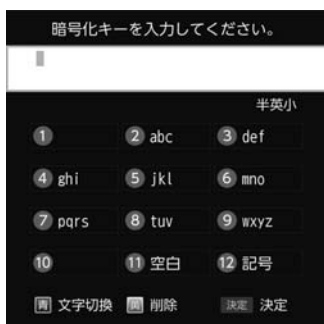 暗号化キーを入力してください。
半英小
1 2 abc 3 def
4 ghi 5 jkl 6 mno
7 pqrs 8 tuv 9 wxyz
10 11 空白 12 記号
青 文字切換 黄 削除 決定 決定